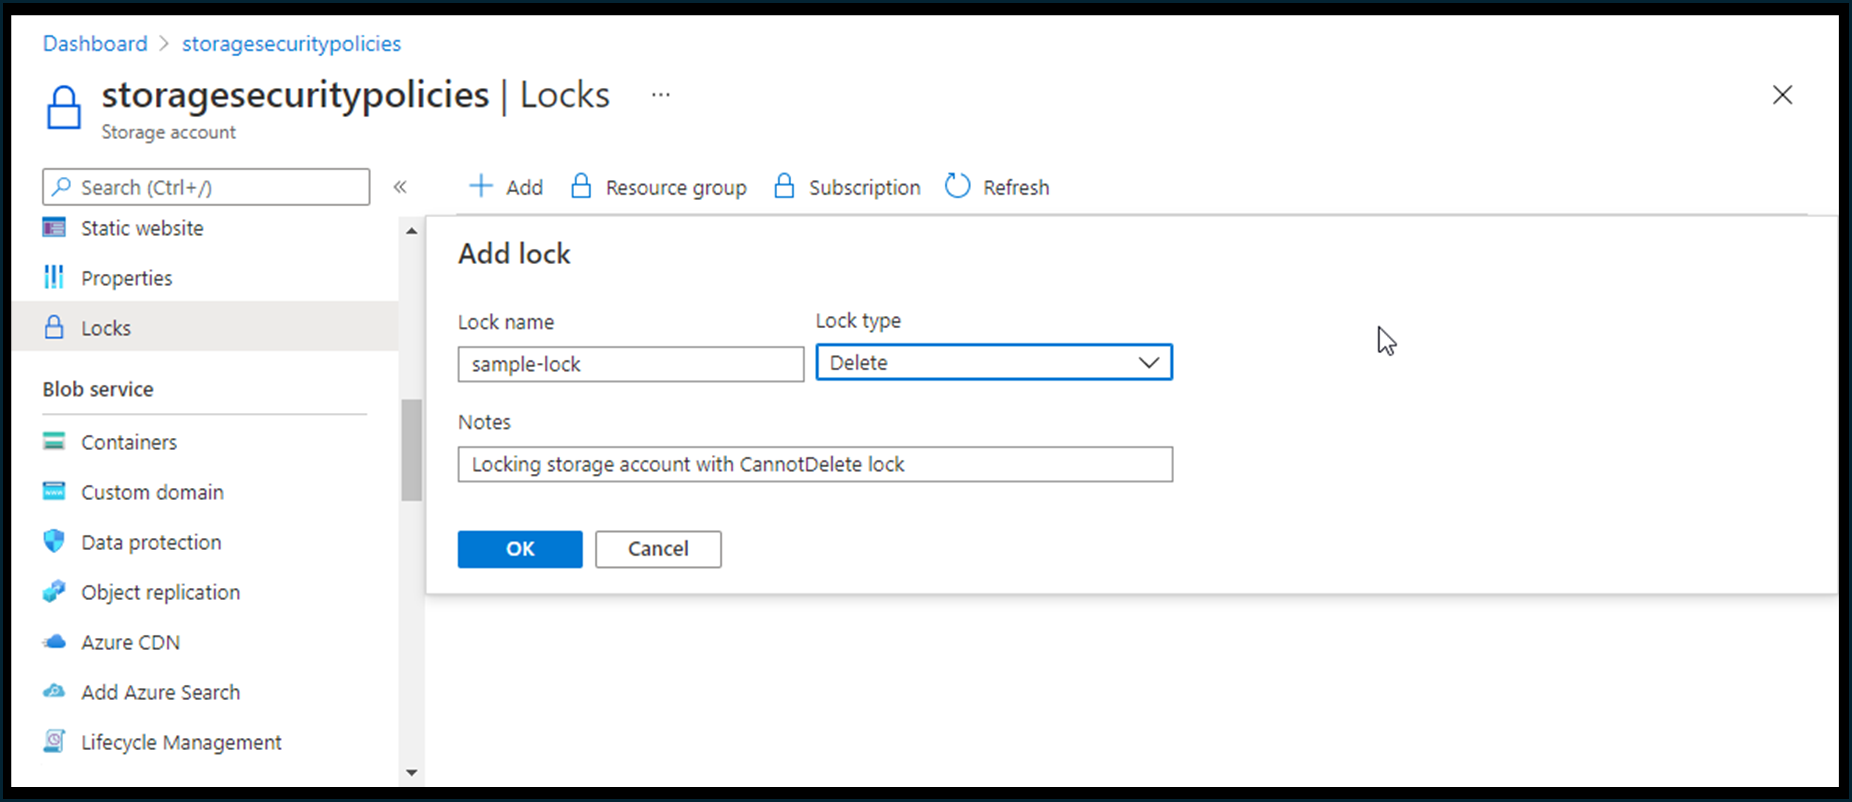 Dashboard > storagesecuritypolicies
storagesecuritypolicies | Locks ...
Storage account
Search (Ctrl+/) «
Add Resource group Subscription Refresh
Static website
Properties
Locks
Blob service
Containers
Custom domain
Data protection
Object replication
Azure CDN
Add Azure Search
Lifecycle Management
Add lock
Lock name Lock type
sample-lock Delete
Notes
Locking storage account with CannotDelete lock
OK Cancel